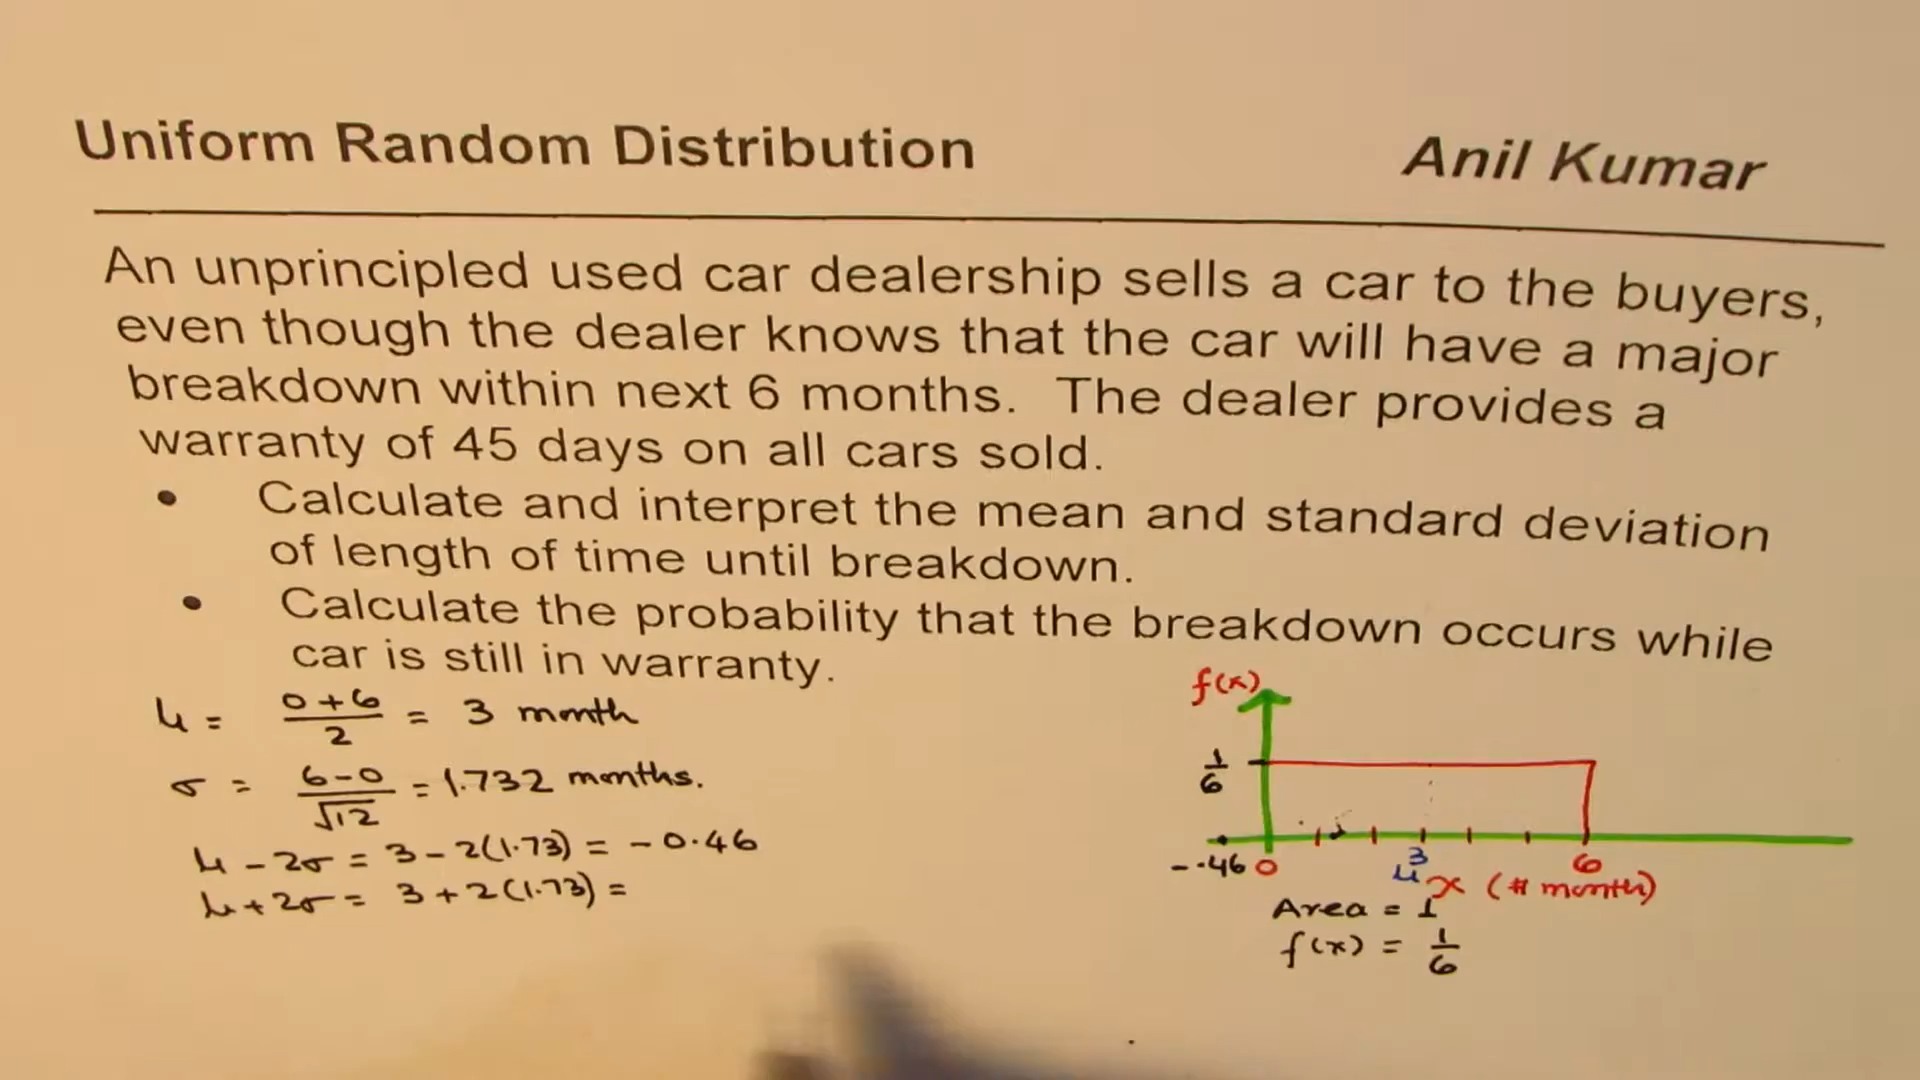 Uniform Random Distribution Anil Kumar
An unprincipled used car dealership sells a car to the buyers,
even though the dealer knows that the car will have a major
breakdown within next 6 months. The dealer provides a
warranty of 45 days on all cars sold.
• Calculate and interpret the mean and standard deviation
of length of time until breakdown.
• Calculate the probability that the breakdown occurs while
car is still in warranty.
μ = (0+6)/2 = 3 month
σ = (6-0)/√12 = 1.732 months.
μ - 2σ = 3 - 2(1.73) = -0.46
μ + 2σ = 3 + 2(1.73) =
f(x)
1/6
-.46 0 3 6
μ x (# month)
Area = 1
f(x) = 1/6